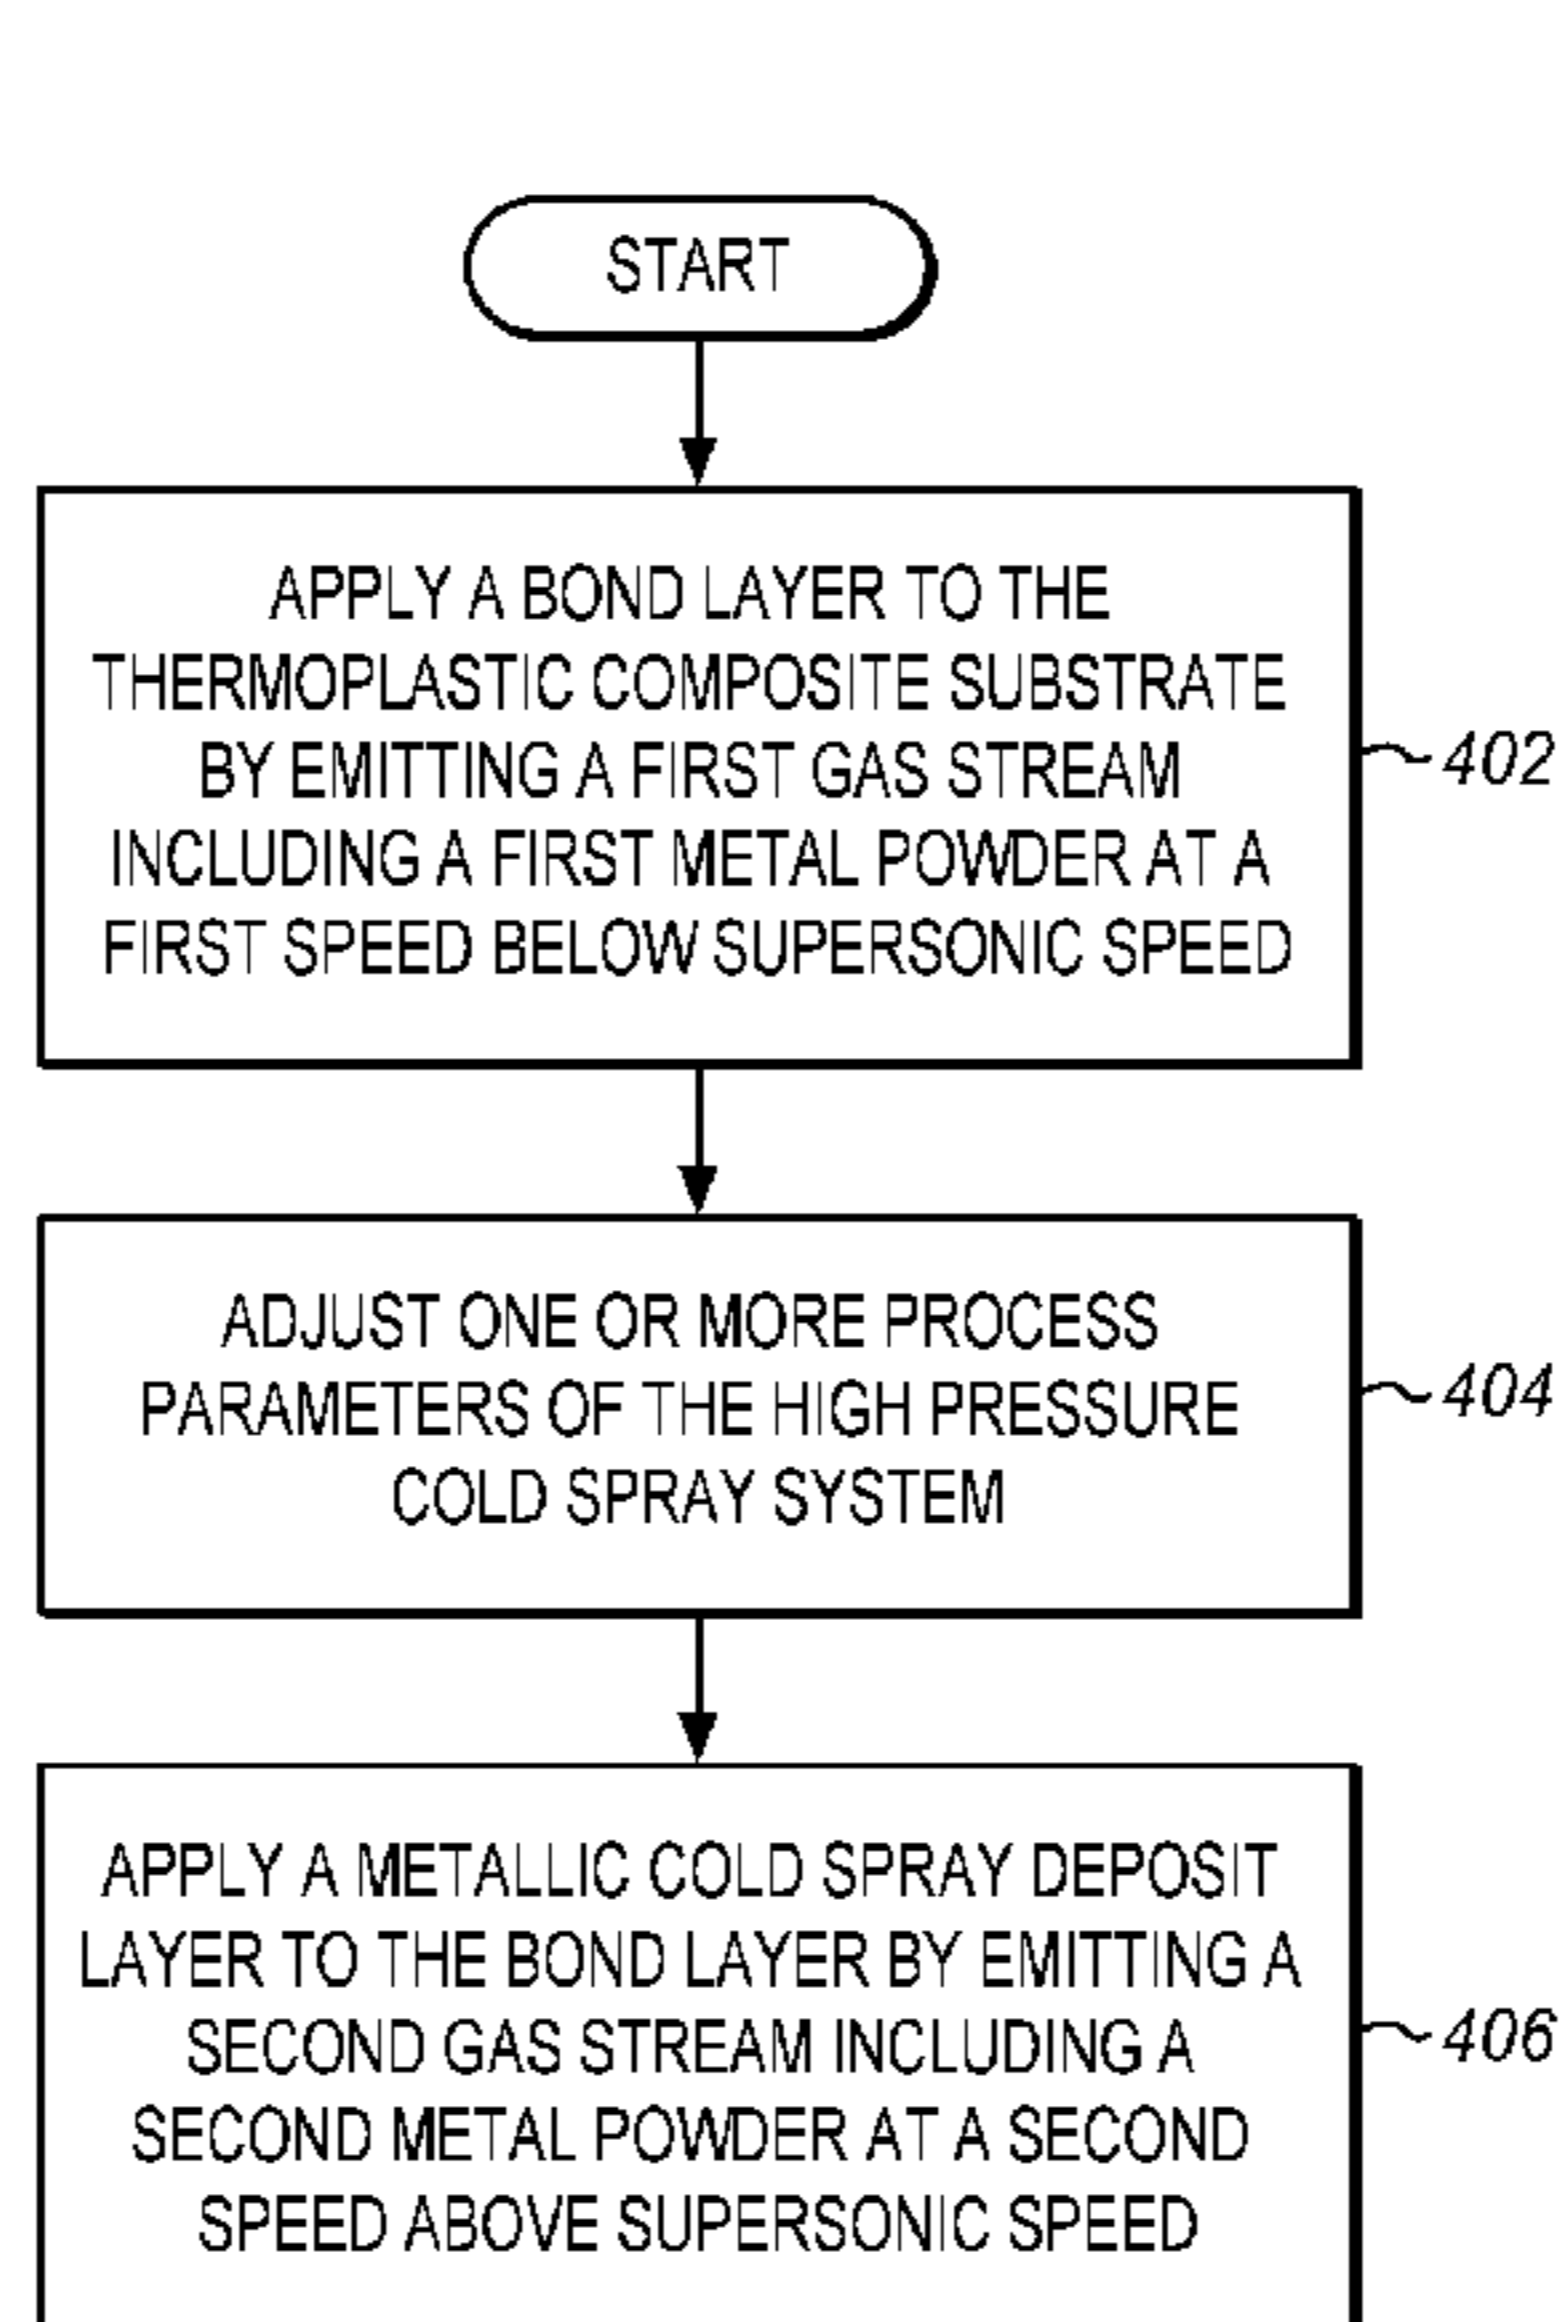 START
APPLY A BOND LAYER TO THE
THERMOPLASTIC COMPOSITE SUBSTRATE
BY EMITTING A FIRST GAS STREAM
INCLUDING A FIRST METAL POWDER AT A
FIRST SPEED BELOW SUPERSONIC SPEED
402
ADJUST ONE OR MORE PROCESS
PARAMETERS OF THE HIGH PRESSURE
COLD SPRAY SYSTEM
404
APPLY A METALLIC COLD SPRAY DEPOSIT
LAYER TO THE BOND LAYER BY EMITTING A
SECOND GAS STREAM INCLUDING A
SECOND METAL POWDER AT A SECOND
SPEED ABOVE SUPERSONIC SPEED
406